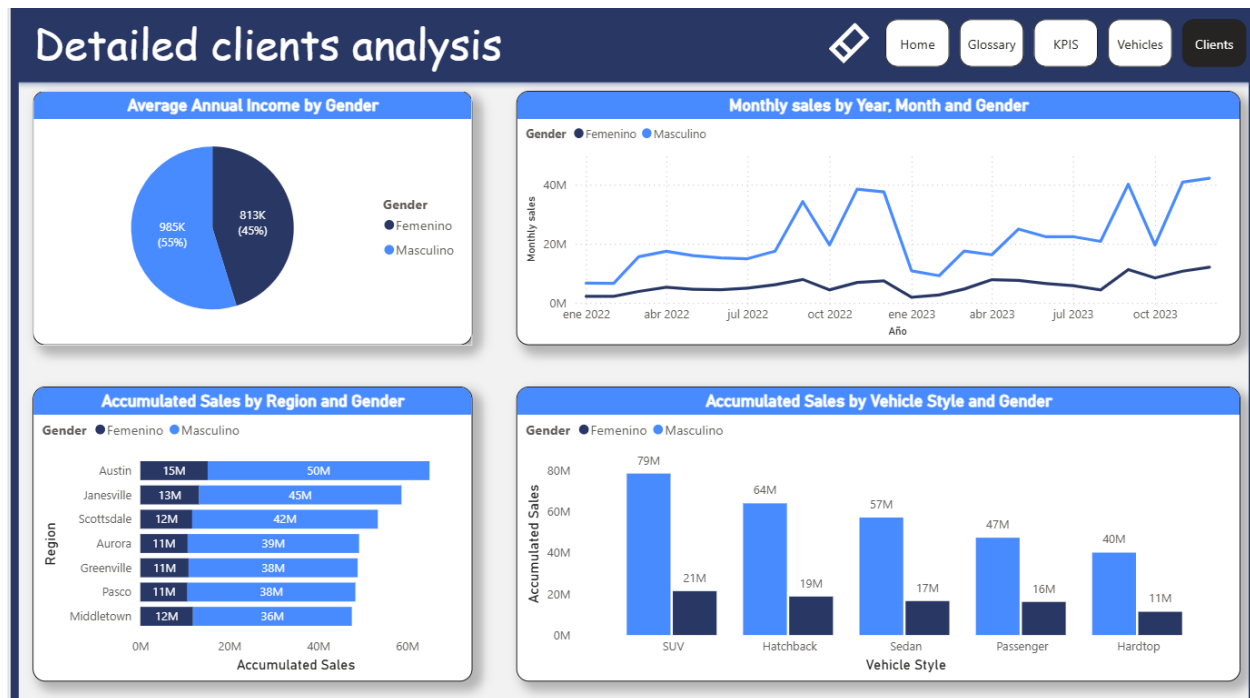 Detailed clients analysis
Home
Glossary
KPIS
Vehicles
Clients
Average Annual Income by Gender
985K
(55%)
813K
(45%)
Gender
Femenino
Masculino
Monthly sales by Year, Month and Gender
Gender Femenino Masculino
Monthly sales
40M
20M
0M
ene 2022 abr 2022 jul 2022 oct 2022 ene 2023 abr 2023 jul 2023 oct 2023
Año
Accumulated Sales by Region and Gender
Gender Femenino Masculino
Region
Austin 15M 50M
Janesville 13M 45M
Scottsdale 12M 42M
Aurora 11M 39M
Greenville 11M 38M
Pasco 11M 38M
Middletown 12M 36M
0M 20M 40M 60M
Accumulated Sales
Accumulated Sales by Vehicle Style and Gender
Gender Femenino Masculino
Accumulated Sales
80M
60M
40M
20M
0M
79M 21M
64M 19M
57M 17M
47M 16M
40M 11M
SUV Hatchback Sedan Passenger Hardtop
Vehicle Style